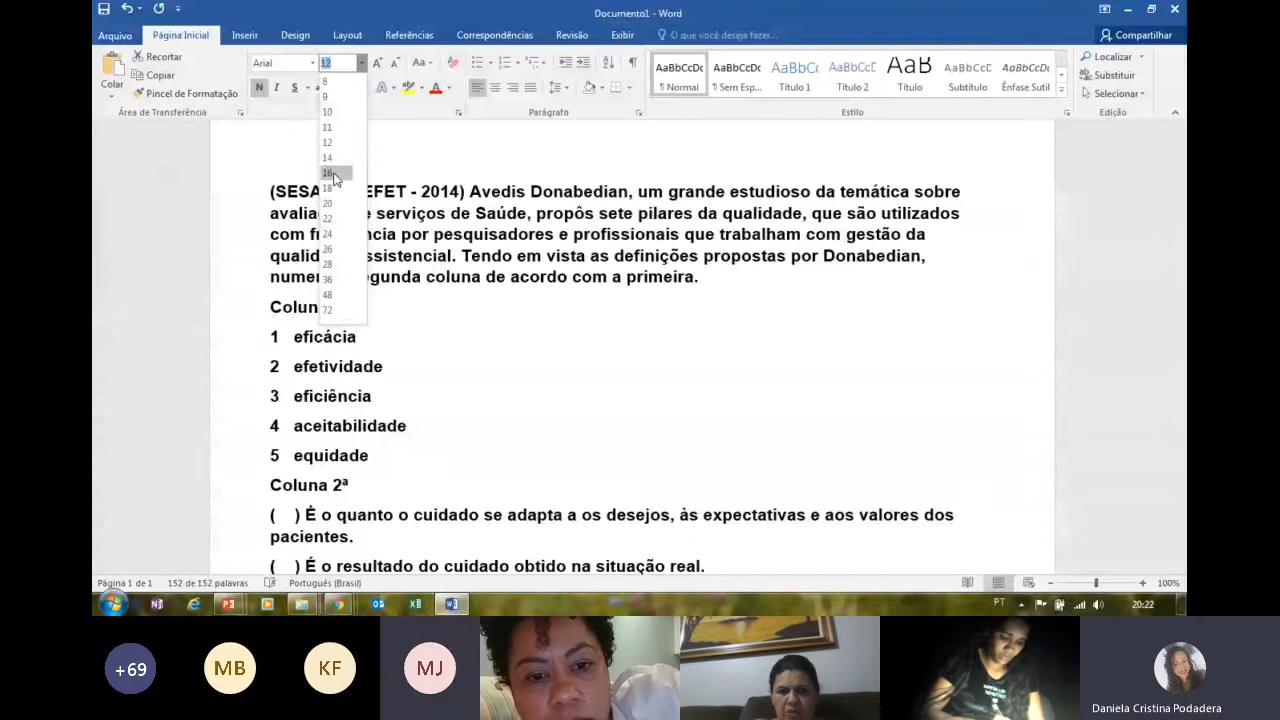 Documento1 - Word
Arquivo Página Inicial Inserir Design Layout Referências Correspondências Revisão Exibir O que você deseja fazer... Compartilhar
Recortar
Copiar
Pincel de Formatação
Colar
Área de Transferência
Arial 12
N I S
Aa
A
8
9
10
11
12
14
16
18
20
22
24
26
28
36
48
72
Parágrafo
AaBbCcDc AaBbCcDc AaBbCc AaBbCcD AaB AaBbCcD AaBbCcDc
¶ Normal ¶ Sem Esp... Título 1 Título 2 Título Subtítulo Ênfase Sutil
Estilo
Localizar
Substituir
Selecionar
Edição
(SESA EFET - 2014) Avedis Donabedian, um grande estudioso da temática sobre
avalia e serviços de Saúde, propôs sete pilares da qualidade, que são utilizados
com fr ncia por pesquisadores e profissionais que trabalham com gestão da
qualid ssistencial. Tendo em vista as definições propostas por Donabedian,
nume egunda coluna de acordo com a primeira.
Colun
1 eficácia
2 efetividade
3 eficiência
4 aceitabilidade
5 equidade
Coluna 2ª
( ) É o quanto o cuidado se adapta a os desejos, às expectativas e aos valores dos
pacientes.
( ) É o resultado do cuidado obtido na situação real.
Página 1 de 1 152 de 152 palavras Português (Brasil) 100%
PT 20:22
+69 MB KF MJ
Daniela Cristina Podadera